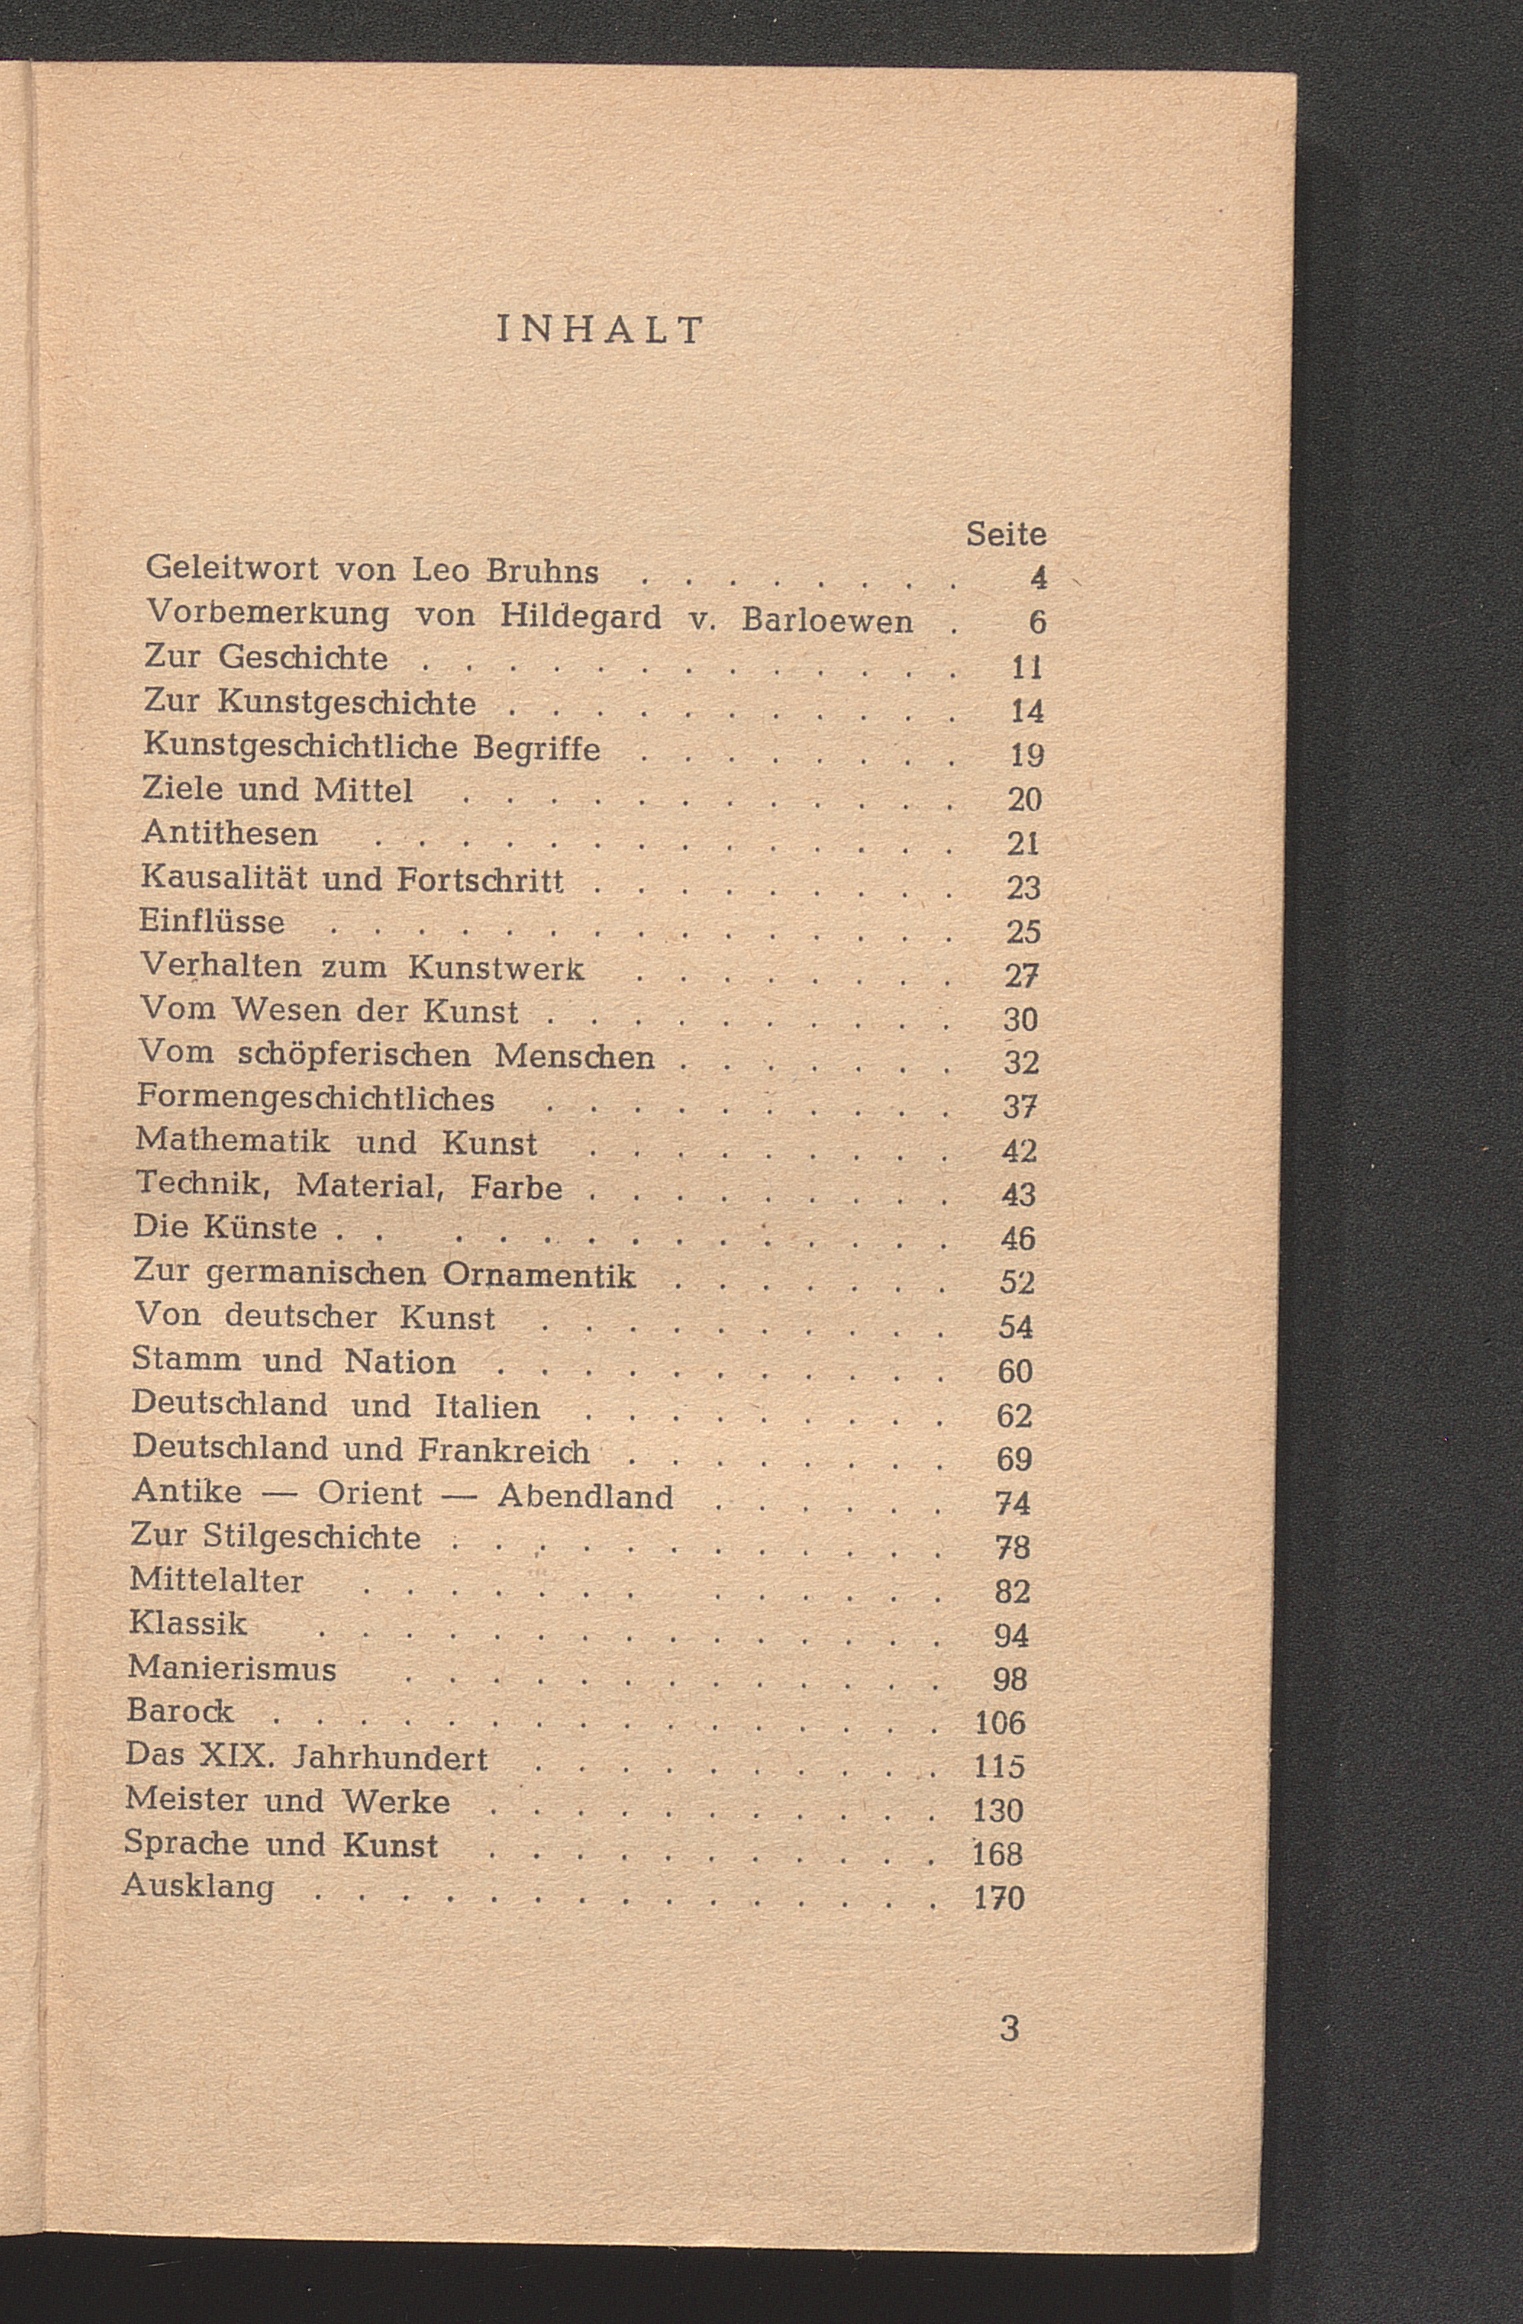 INHALT
Seite
Geleitwort von Leo Bruhns . . . . . . . . 4
Vorbemerkung von Hildegard v. Barloewen . 6
Zur Geschichte . . . . . . . . . . . . . 11
Zur Kunstgeschichte . . . . . . . . . . . 14
Kunstgeschichtliche Begriffe . . . . . . . . 19
Ziele und Mittel . . . . . . . . . . . . 20
Antithesen . . . . . . . . . . . . . . 21
Kausalität und Fortschritt . . . . . . . . . 23
Einflüsse . . . . . . . . . . . . . . . 25
Verhalten zum Kunstwerk . . . . . . . . 27
Vom Wesen der Kunst . . . . . . . . . . 30
Vom schöpferischen Menschen . . . . . . . 32
Formengeschichtliches . . . . . . . . . . 37
Mathematik und Kunst . . . . . . . . . 42
Technik, Material, Farbe . . . . . . . . . 43
Die Künste . . . . . . . . . . . . . . 46
Zur germanischen Ornamentik . . . . . . . 52
Von deutscher Kunst . . . . . . . . . . 54
Stamm und Nation . . . . . . . . . . . 60
Deutschland und Italien . . . . . . . . . 62
Deutschland und Frankreich . . . . . . . . 69
Antike — Orient — Abendland . . . . . . 74
Zur Stilgeschichte . . . . . . . . . . . . 78
Mittelalter . . . . . . . . . . . . . 82
Klassik . . . . . . . . . . . . . . . 94
Manierismus . . . . . . . . . . . . . 98
Barock . . . . . . . . . . . . . . . . 106
Das XIX. Jahrhundert . . . . . . . . . . 115
Meister und Werke . . . . . . . . . . . 130
Sprache und Kunst . . . . . . . . . . . 168
Ausklang . . . . . . . . . . . . . . . 170
3